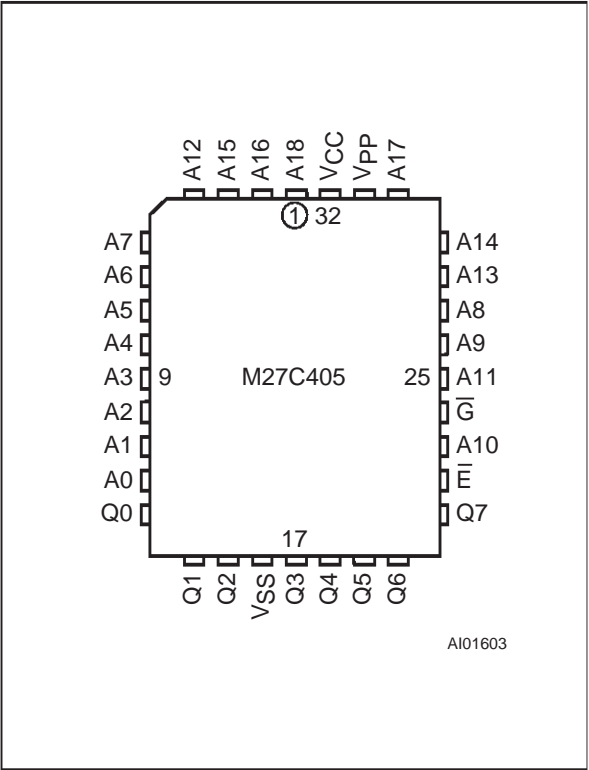 A12 A15 A16 A18 VCC VPP A17
1 32
A7 A14
A6 A13
A5 A8
A4 A9
A3 9 M27C405 25 A11
A2 G̅
A1 A10
A0 E̅
Q0 Q7
17
Q1 Q2 VSS Q3 Q4 Q5 Q6
AI01603